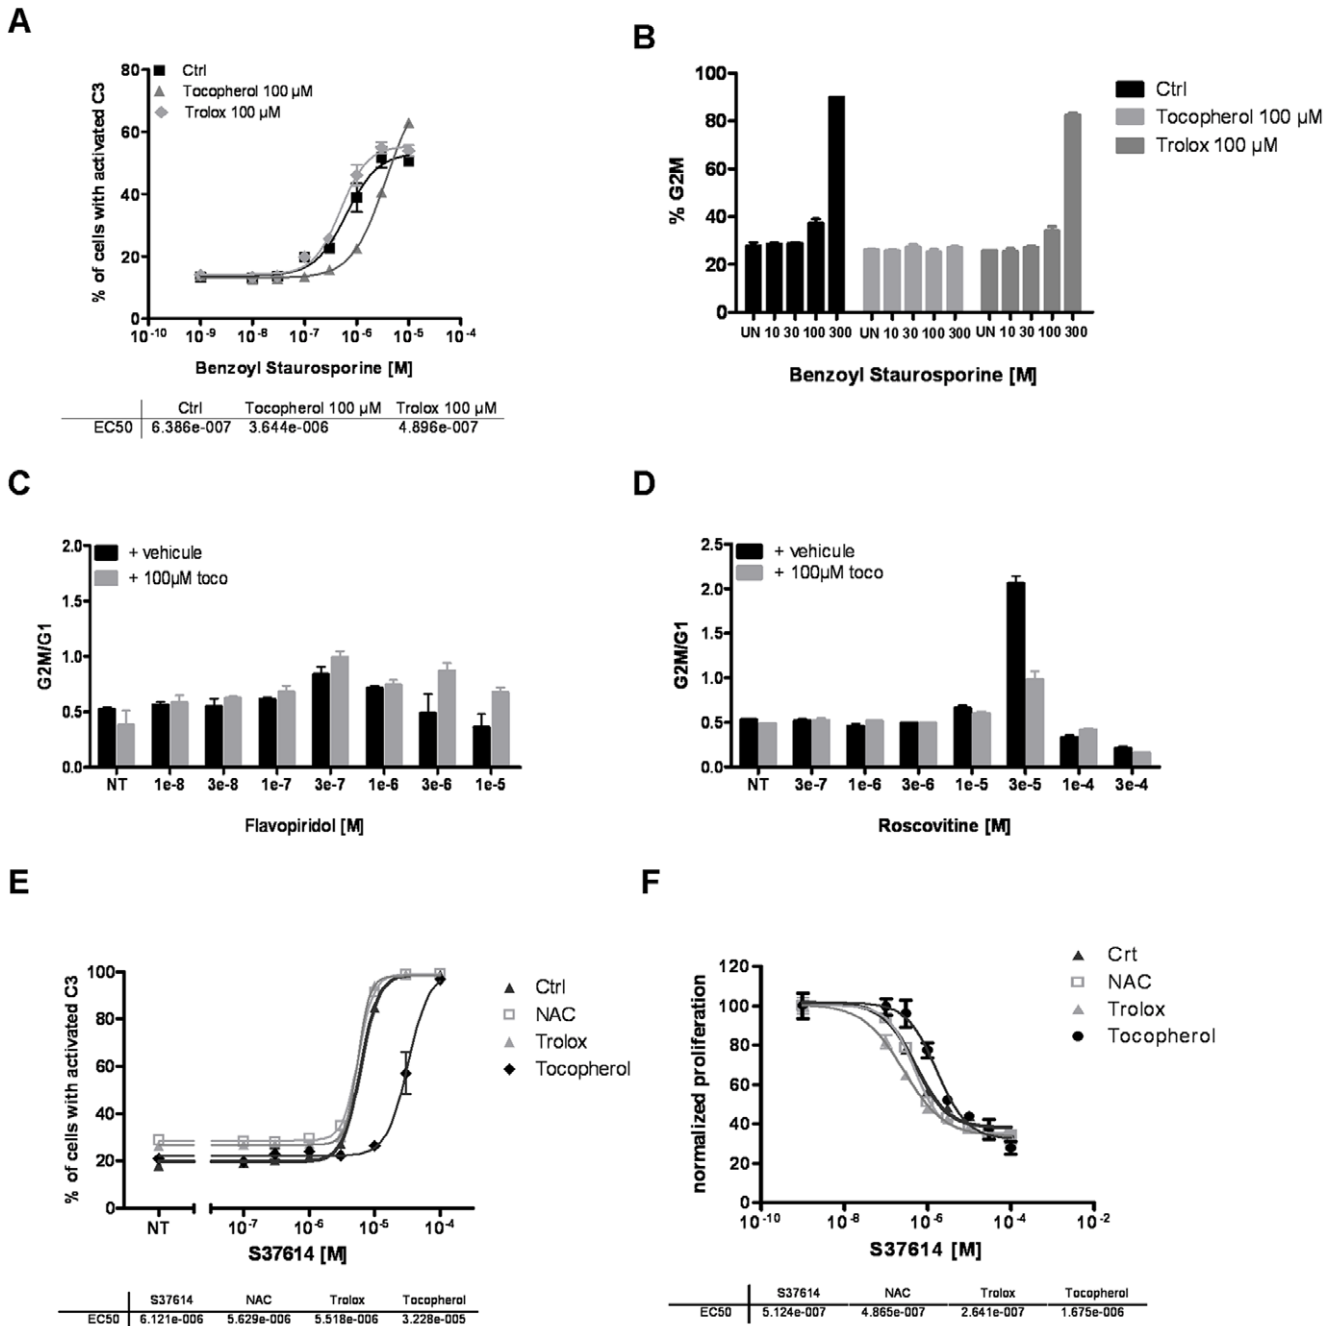 A
80
60
40
20
0
Ctrl
Tocopherol 100 µM
Trolox 100 µM
% of cells with activated C3
10-10 10-9 10-8 10-7 10-6 10-5 10-4
Benzoyl Staurosporine [M]
Ctrl Tocopherol 100 µM Trolox 100 µM
EC50 6.386e-007 3.644e-006 4.896e-007
B
100
80
60
40
20
0
% G2M
Ctrl
Tocopherol 100 µM
Trolox 100 µM
UN 10 30 100 300 UN 10 30 100 300 UN 10 30 100 300
Benzoyl Staurosporine [M]
C
2.0
1.5
1.0
0.5
0.0
G2M/G1
+ vehicule
+ 100µM toco
NT 1e-8 3e-8 1e-7 3e-7 1e-6 3e-6 1e-5
Flavopiridol [M]
D
2.5
2.0
1.5
1.0
0.5
0.0
G2M/G1
+ vehicule
+ 100µM toco
NT 3e-7 1e-6 3e-6 1e-5 3e-5 1e-4 3e-4
Roscovitine [M]
E
100
80
60
40
20
0
% of cells with activated C3
Ctrl
NAC
Trolox
Tocopherol
NT 10-7 10-6 10-5 10-4
S37614 [M]
S37614 NAC Trolox Tocopherol
EC50 6.121e-006 5.629e-006 5.518e-006 3.228e-005
F
120
100
80
60
40
20
0
normalized proliferation
Crt
NAC
Trolox
Tocopherol
10-10 10-8 10-6 10-4 10-2
S37614 [M]
S37614 NAC Trolox Tocopherol
EC50 5.124e-007 4.865e-007 2.641e-007 1.675e-006